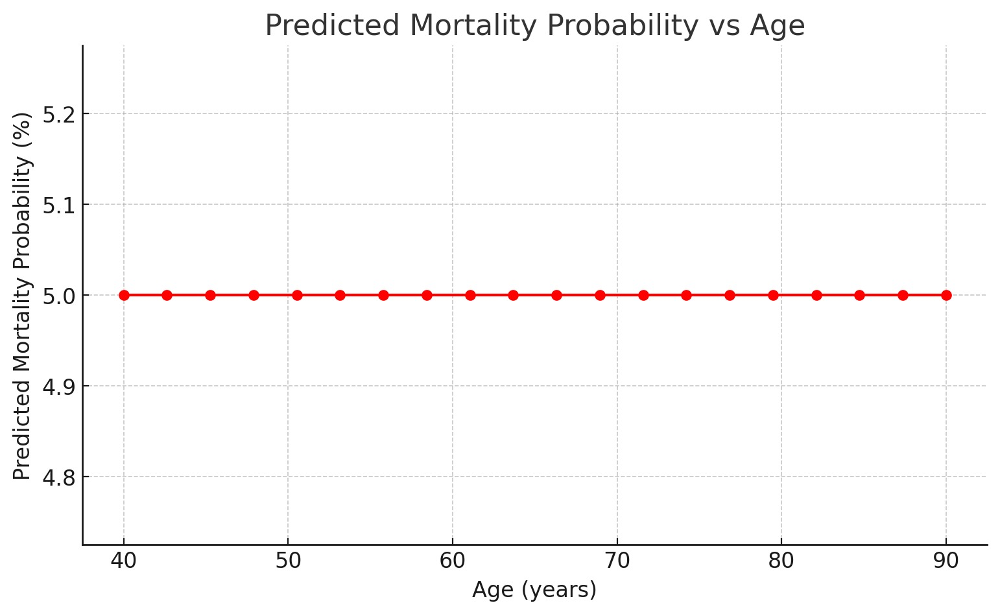 Predicted Mortality Probability vs Age
Predicted Mortality Probability (%)
5.2
5.1
5.0
4.9
4.8
40 50 60 70 80 90
Age (years)